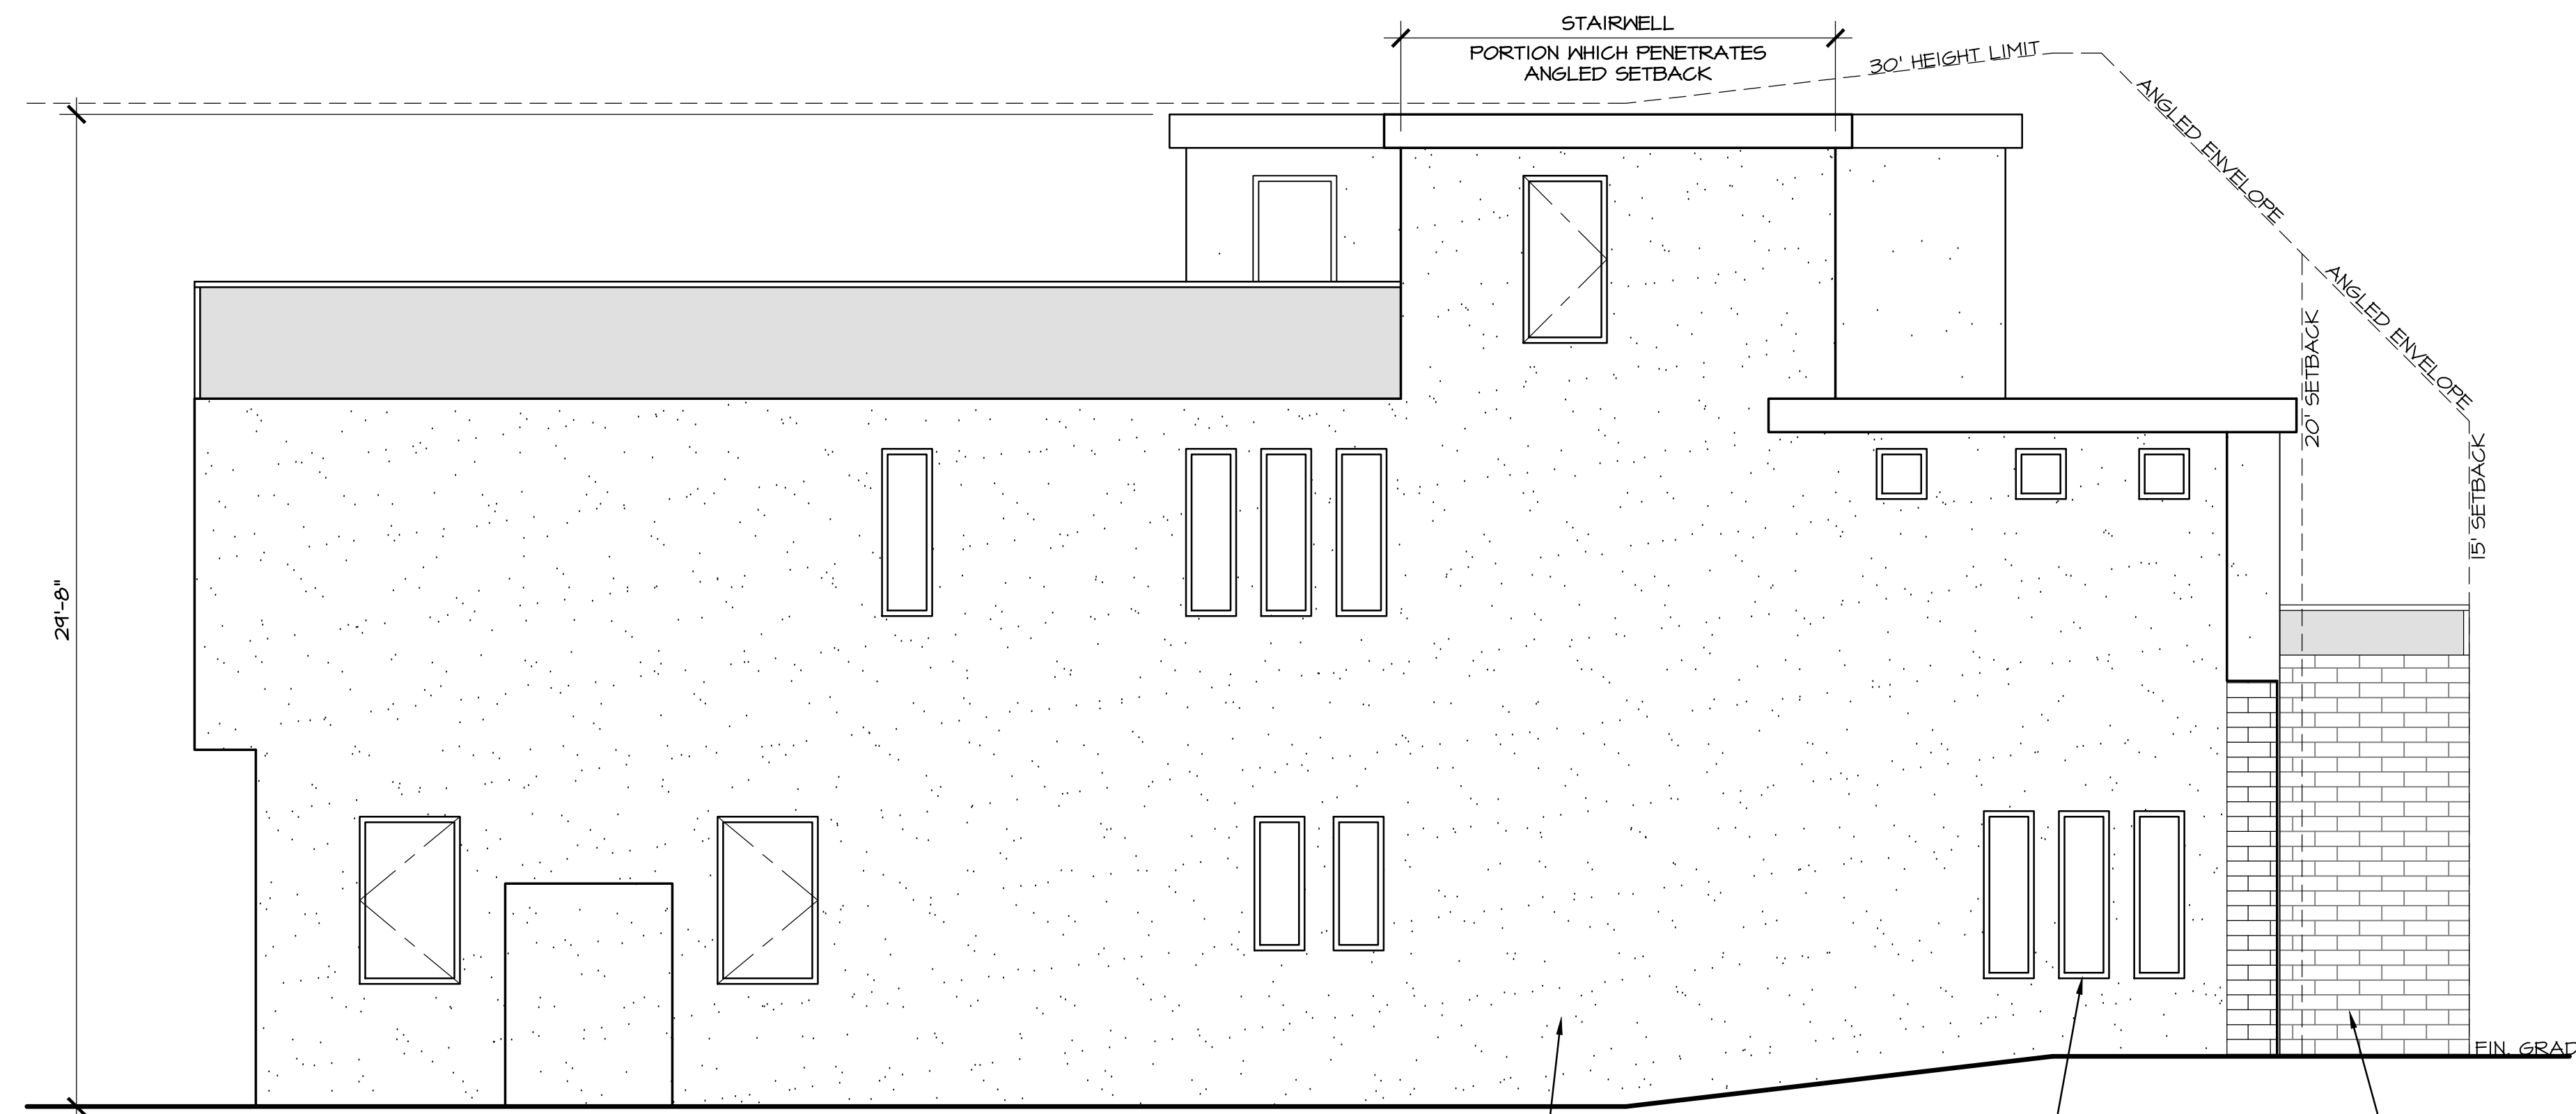 STAIRWELL
PORTION WHICH PENETRATES
ANGLED SETBACK
30' HEIGHT LIMIT
ANGLED ENVELOPE
ANGLED ENVELOPE
20' SETBACK
15' SETBACK
29'-8"
FIN. GRAD